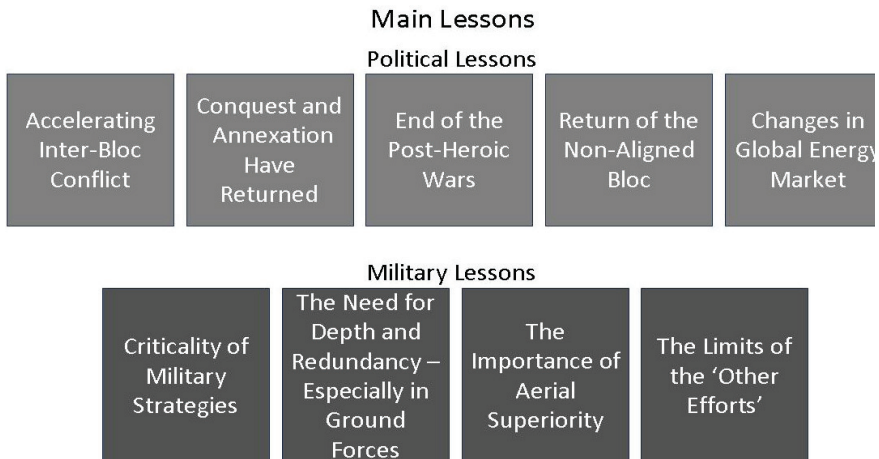 Main Lessons
Political Lessons
Accelerating
Inter-Bloc
Conflict
Conquest and
Annexation
Have
Returned
End of the
Post-Heroic
Wars
Return of the
Non-Aligned
Bloc
Changes in
Global Energy
Market
Military Lessons
Criticality of
Military
Strategies
The Need for
Depth and
Redundancy –
Especially in
Ground
Forces
The
Importance of
Aerial
Superiority
The Limits of
the ‘Other
Efforts’